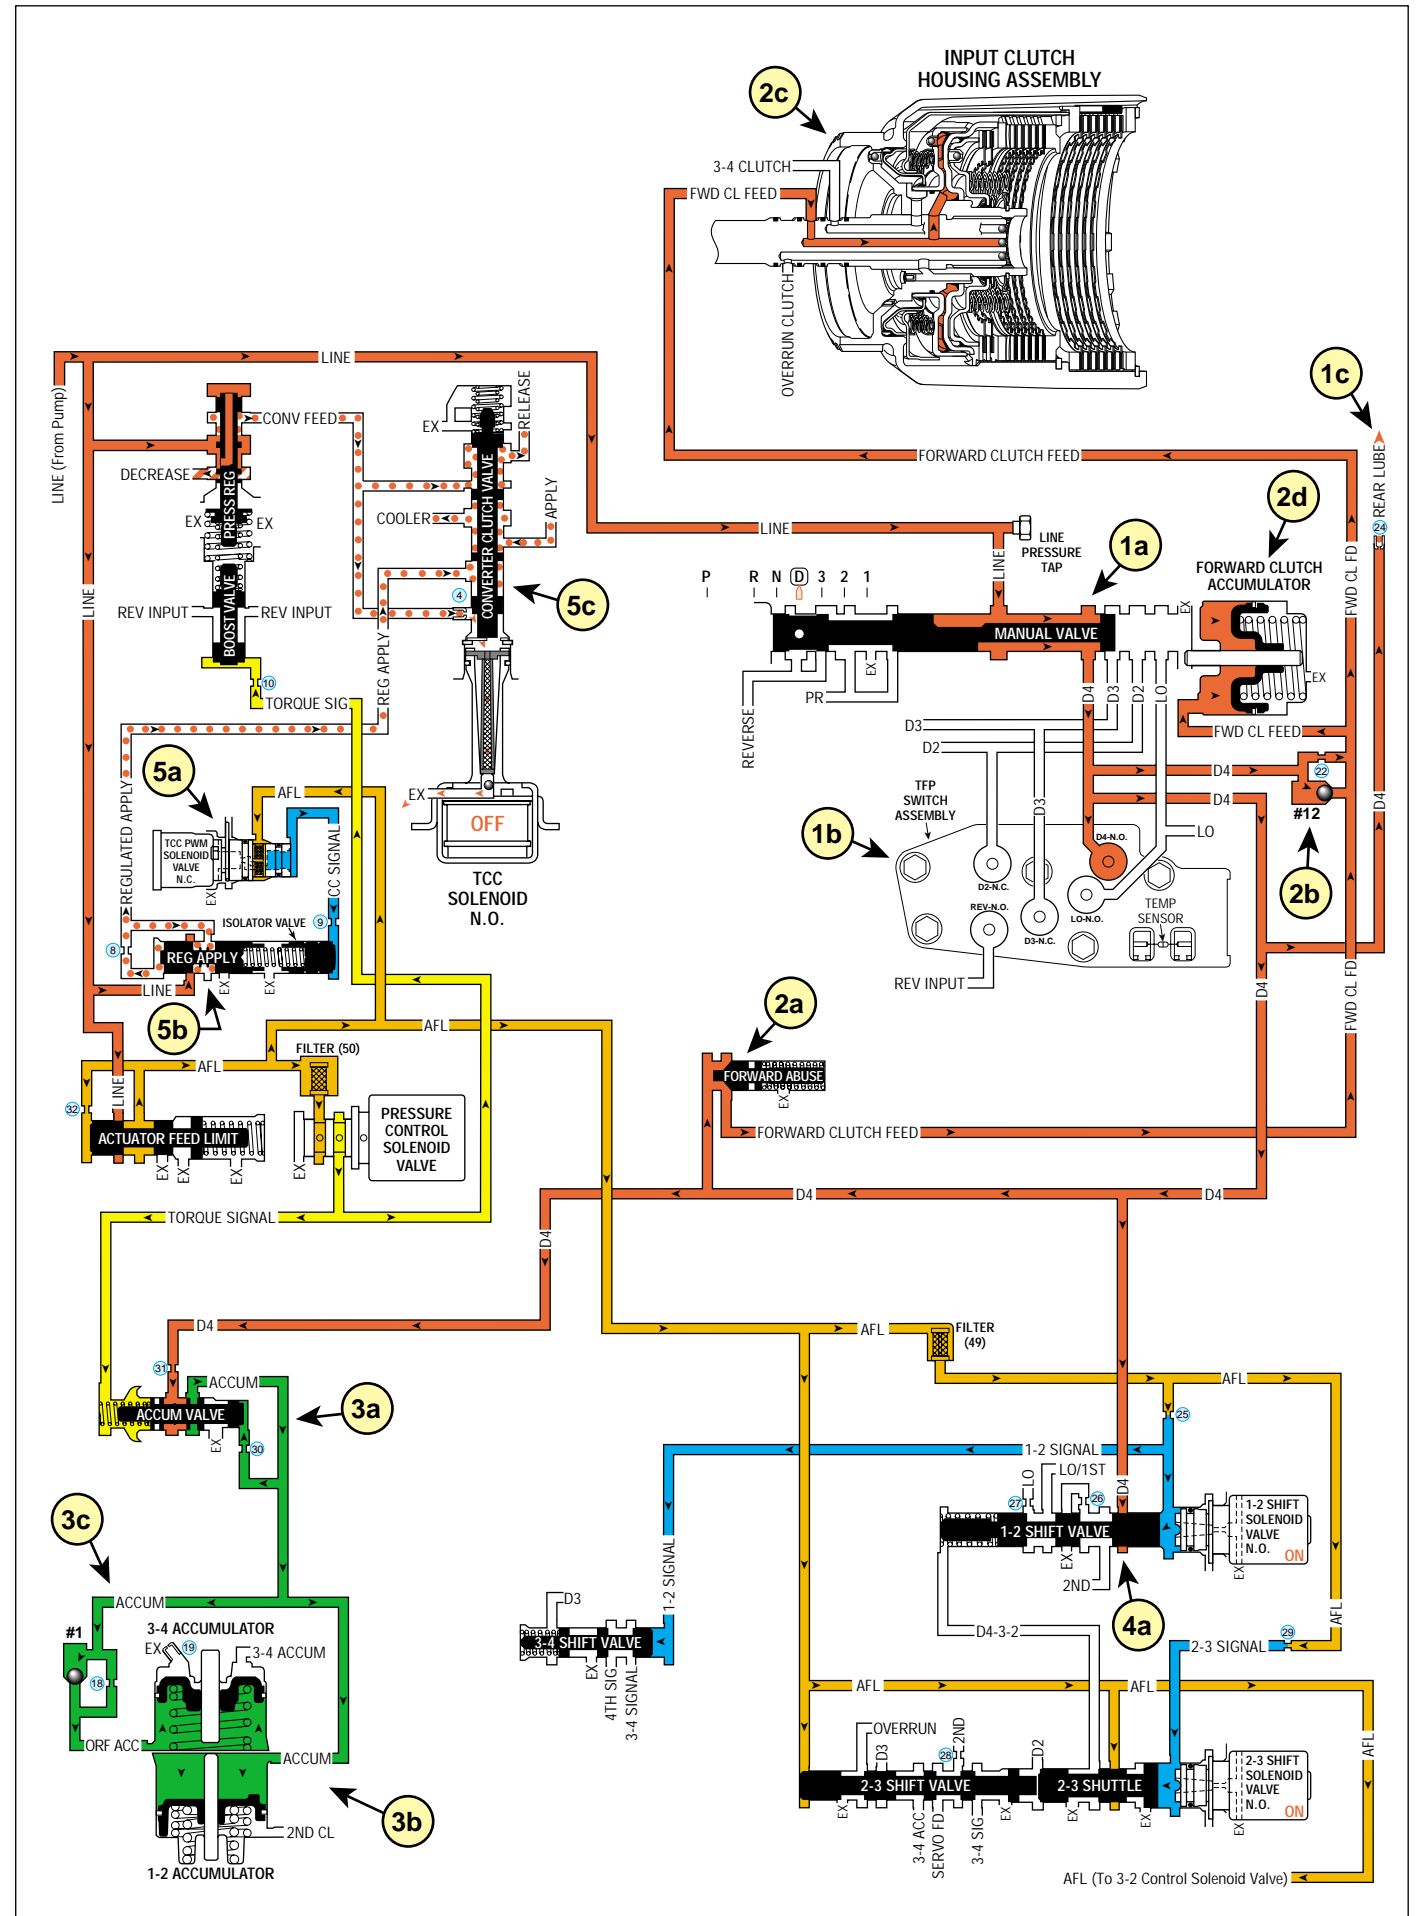 INPUT CLUTCH
HOUSING ASSEMBLY
2c
3-4 CLUTCH
FWD CL FEED
OVERRUN CLUTCH
1c
LINE
LINE (From Pump)
CONV FEED
EX
RELEASE
DECREASE
PRESS REG
EX
EX
FORWARD CLUTCH FEED
REAR LUBE
24
2d
CONVERTER CLUTCH VALVE
COOLER
APPLY
LINE
LINE
LINE
PRESSURE
TAP
1a
FORWARD CLUTCH
ACCUMULATOR
FWD CL FD
P
R
N
D
3
2
1
LINE
4
5c
BOOST VALVE
REV INPUT
REV INPUT
MANUAL VALVE
EX
EX
EX
REG APPLY
10
TORQUE SIG
REVERSE
PR
D4
D3
D2
LO
FWD CL FEED
D3
D2
5a
AFL
EX
TFP
SWITCH
ASSEMBLY
D4
D4
22
#12
D4
REGULATED APPLY
TCC PWM
SOLENOID
VALVE
N.C.
EX
OFF
TCC
SOLENOID
N.O.
1b
D3
D4-N.O.
LO
D2-N.C.
LO-N.O.
2b
CC SIGNAL
ISOLATOR VALVE
9
8
REV-N.O.
D3-N.C.
TEMP
SENSOR
REG APPLY
LINE
EX
EX
REV INPUT
D4
FWD CL FD
5b
2a
AFL
FILTER (50)
AFL
LINE
FORWARD ABUSE
EX
32
ACTUATOR FEED LIMIT
EX
EX
EX
EX
PRESSURE
CONTROL
SOLENOID
VALVE
FORWARD CLUTCH FEED
D4
D4
TORQUE SIGNAL
D4
D4
AFL
FILTER
(49)
31
ACCUM
AFL
3a
ACCUM VALVE
EX
30
25
1-2 SIGNAL
LO
LO/1ST
D4
27
26
3c
1-2 SHIFT VALVE
EX
2ND
1-2 SHIFT
SOLENOID
VALVE
N.O.
ON
EX
1-2 SIGNAL
ACCUM
D3
4a
AFL
3-4 ACCUMULATOR
#1
EX
19
3-4 ACCUM
3-4 SHIFT VALVE
D4-3-2
2-3 SIGNAL
29
18
EX
4TH SIG
3-4 SIGNAL
AFL
AFL
ORF ACC
ACCUM
OVERRUN
D3
28
2ND
D2
AFL
2-3 SHIFT VALVE
2-3 SHUTTLE
2-3 SHIFT
SOLENOID
VALVE
N.O.
ON
3b
EX
3-4 ACC
SERVO FD
3-4 SIG
EX
EX
EX
EX
2ND CL
1-2 ACCUMULATOR
AFL (To 3-2 Control Solenoid Valve)